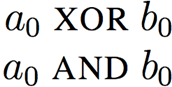 a₀ XOR b₀
a₀ AND b₀